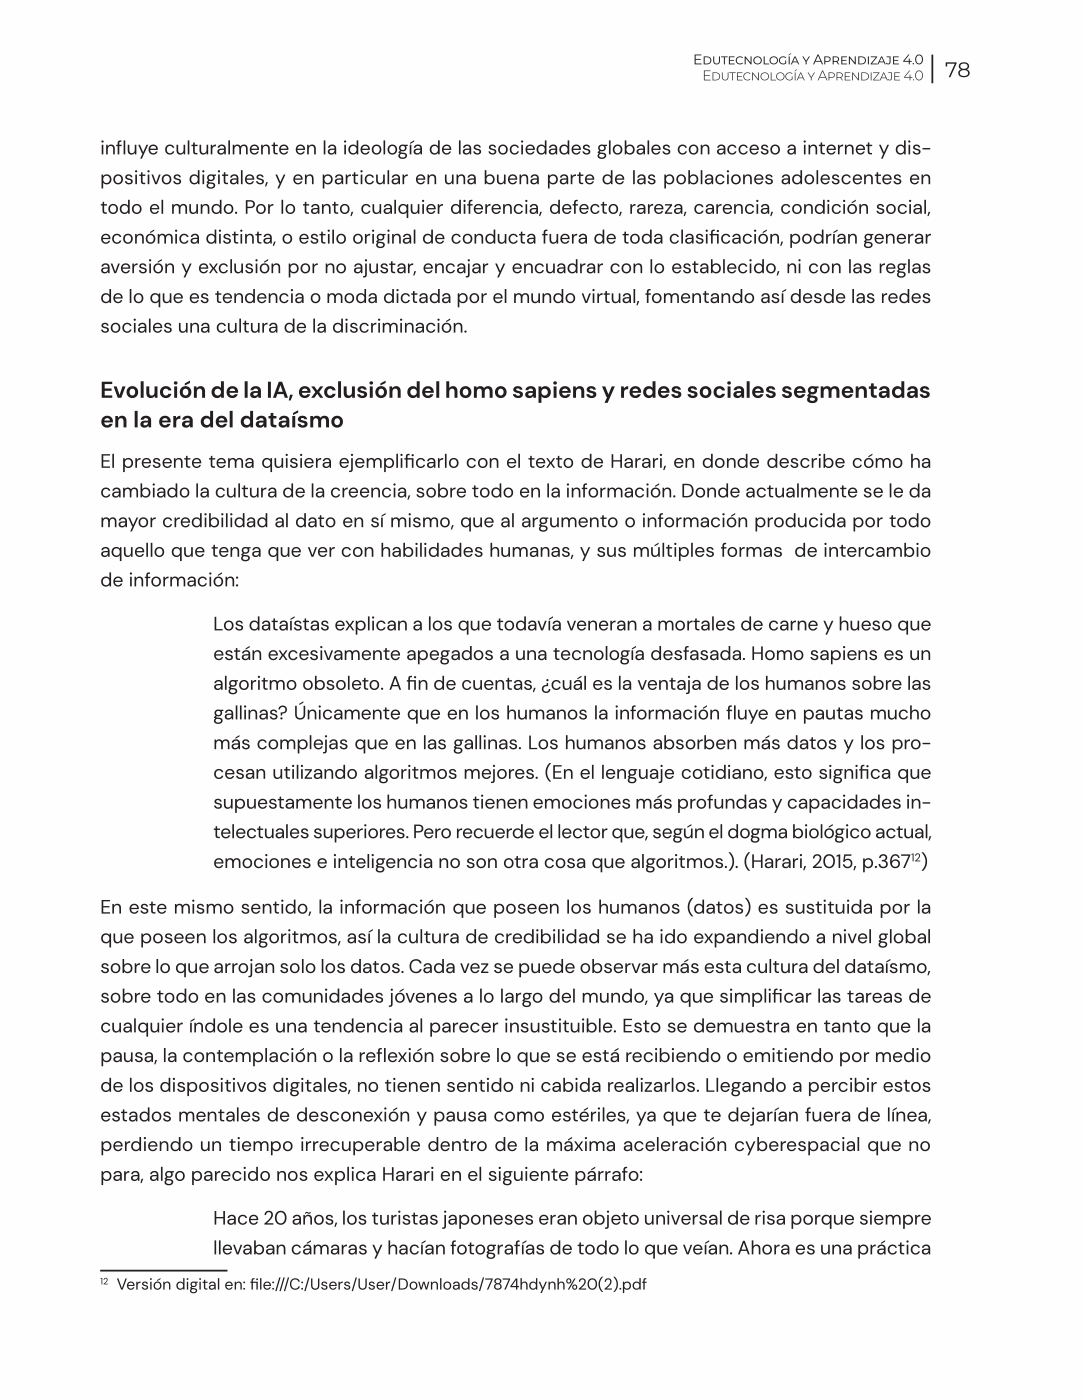 Edutecnología y Aprendizaje 4.0
Edutecnología y Aprendizaje 4.0
78
influye culturalmente en la ideología de las sociedades globales con acceso a internet y dis-
positivos digitales, y en particular en una buena parte de las poblaciones adolescentes en
todo el mundo. Por lo tanto, cualquier diferencia, defecto, rareza, carencia, condición social,
económica distinta, o estilo original de conducta fuera de toda clasificación, podrían generar
aversión y exclusión por no ajustar, encajar y encuadrar con lo establecido, ni con las reglas
de lo que es tendencia o moda dictada por el mundo virtual, fomentando así desde las redes
sociales una cultura de la discriminación.
Evolución de la IA, exclusión del homo sapiens y redes sociales segmentadas
en la era del dataísmo
El presente tema quisiera ejemplificarlo con el texto de Harari, en donde describe cómo ha
cambiado la cultura de la creencia, sobre todo en la información. Donde actualmente se le da
mayor credibilidad al dato en sí mismo, que al argumento o información producida por todo
aquello que tenga que ver con habilidades humanas, y sus múltiples formas  de intercambio
de información:
Los dataístas explican a los que todavía veneran a mortales de carne y hueso que
están excesivamente apegados a una tecnología desfasada. Homo sapiens es un
algoritmo obsoleto. A fin de cuentas, ¿cuál es la ventaja de los humanos sobre las
gallinas? Únicamente que en los humanos la información fluye en pautas mucho
más complejas que en las gallinas. Los humanos absorben más datos y los pro-
cesan utilizando algoritmos mejores. (En el lenguaje cotidiano, esto significa que
supuestamente los humanos tienen emociones más profundas y capacidades in-
telectuales superiores. Pero recuerde el lector que, según el dogma biológico actual,
emociones e inteligencia no son otra cosa que algoritmos.). (Harari, 2015, p.367¹²)
En este mismo sentido, la información que poseen los humanos (datos) es sustituida por la
que poseen los algoritmos, así la cultura de credibilidad se ha ido expandiendo a nivel global
sobre lo que arrojan solo los datos. Cada vez se puede observar más esta cultura del dataísmo,
sobre todo en las comunidades jóvenes a lo largo del mundo, ya que simplificar las tareas de
cualquier índole es una tendencia al parecer insustituible. Esto se demuestra en tanto que la
pausa, la contemplación o la reflexión sobre lo que se está recibiendo o emitiendo por medio
de los dispositivos digitales, no tienen sentido ni cabida realizarlos. Llegando a percibir estos
estados mentales de desconexión y pausa como estériles, ya que te dejarían fuera de línea,
perdiendo un tiempo irrecuperable dentro de la máxima aceleración cyberespacial que no
para, algo parecido nos explica Harari en el siguiente párrafo:
Hace 20 años, los turistas japoneses eran objeto universal de risa porque siempre
llevaban cámaras y hacían fotografías de todo lo que veían. Ahora es una práctica
¹² Versión digital en: file:///C:/Users/User/Downloads/7874hdynh%20(2).pdf